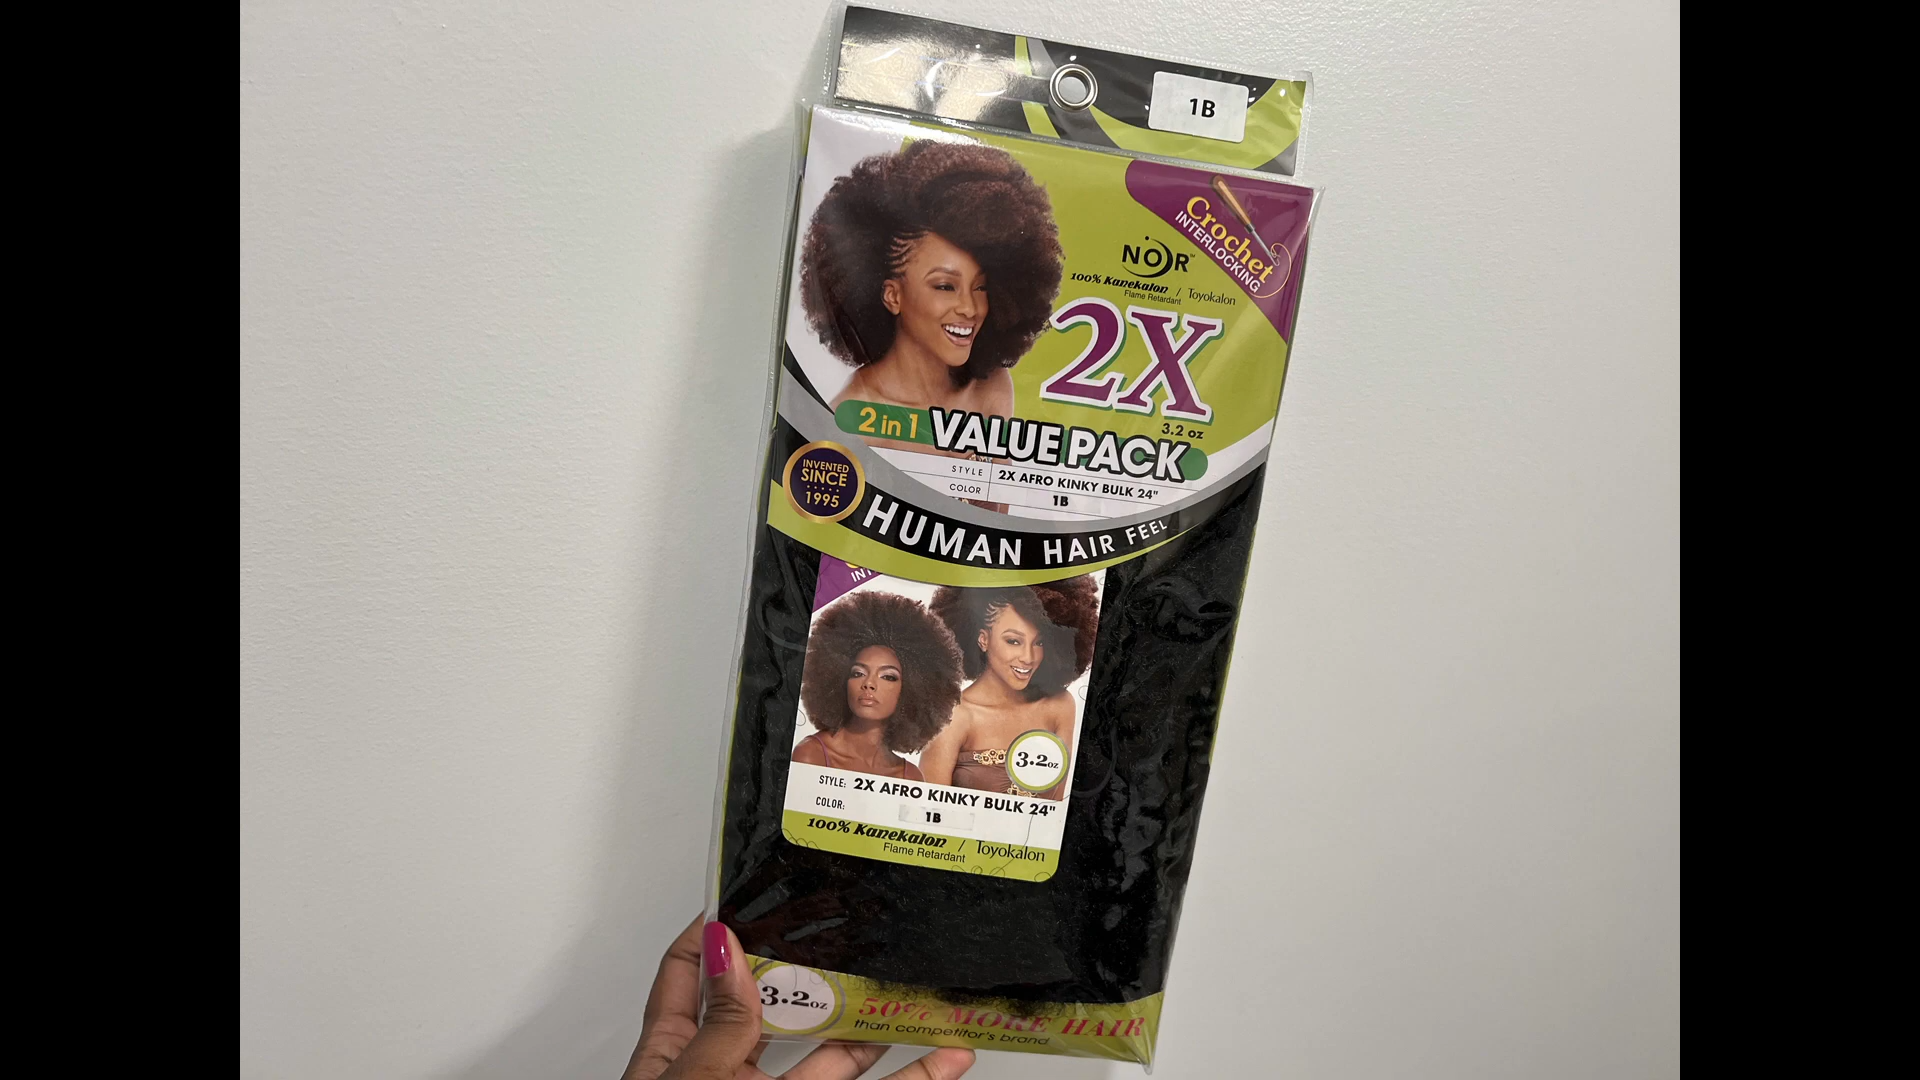 1B
Crochet
INTERLOCKING
NOIR™
100% Kanekalon / Toyokalon
Flame Retardant
2X
3.2 oz
2 in 1 VALUE PACK
STYLE 2X AFRO KINKY BULK 24"
COLOR 1B
INVENTED
SINCE
1995
HUMAN HAIR FEEL
STYLE: 2X AFRO KINKY BULK 24"
3.2oz
COLOR: 1B
100% Kanekalon / Toyokalon
Flame Retardant
3.2oz
50% MORE HAIR
than competitor's brand